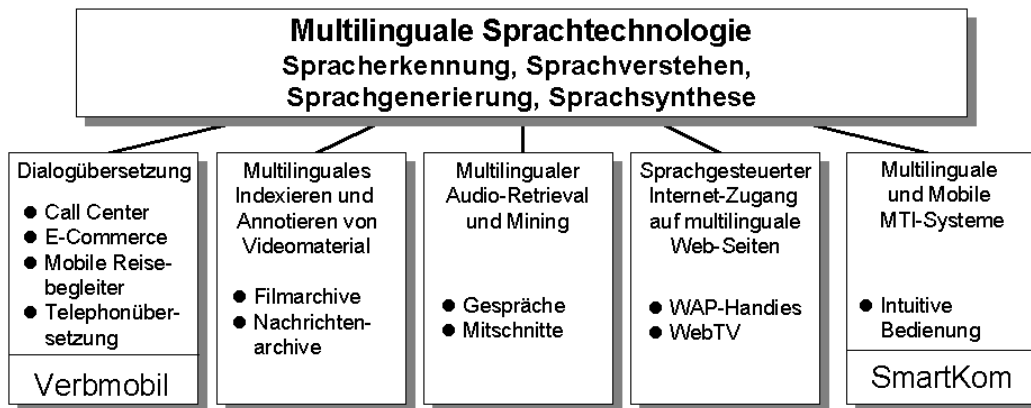 Multilinguale Sprachtechnologie
Spracherkennung, Sprachverstehen,
Sprachgenerierung, Sprachsynthese
Dialogübersetzung
● Call Center
● E-Commerce
● Mobile Reise-
begleiter
● Telephonüber-
setzung
Verbmobil
Multilinguales
Indexieren und
Annotieren von
Videomaterial
● Filmarchive
● Nachrichten-
archive
Multilingualer
Audio-Retrieval
und Mining
● Gespräche
● Mitschnitte
Sprachgesteuerter
Internet-Zugang
auf multilinguale
Web-Seiten
● WAP-Handies
● WebTV
Multilinguale
und Mobile
MTI-Systeme
● Intuitive
Bedienung
SmartKom